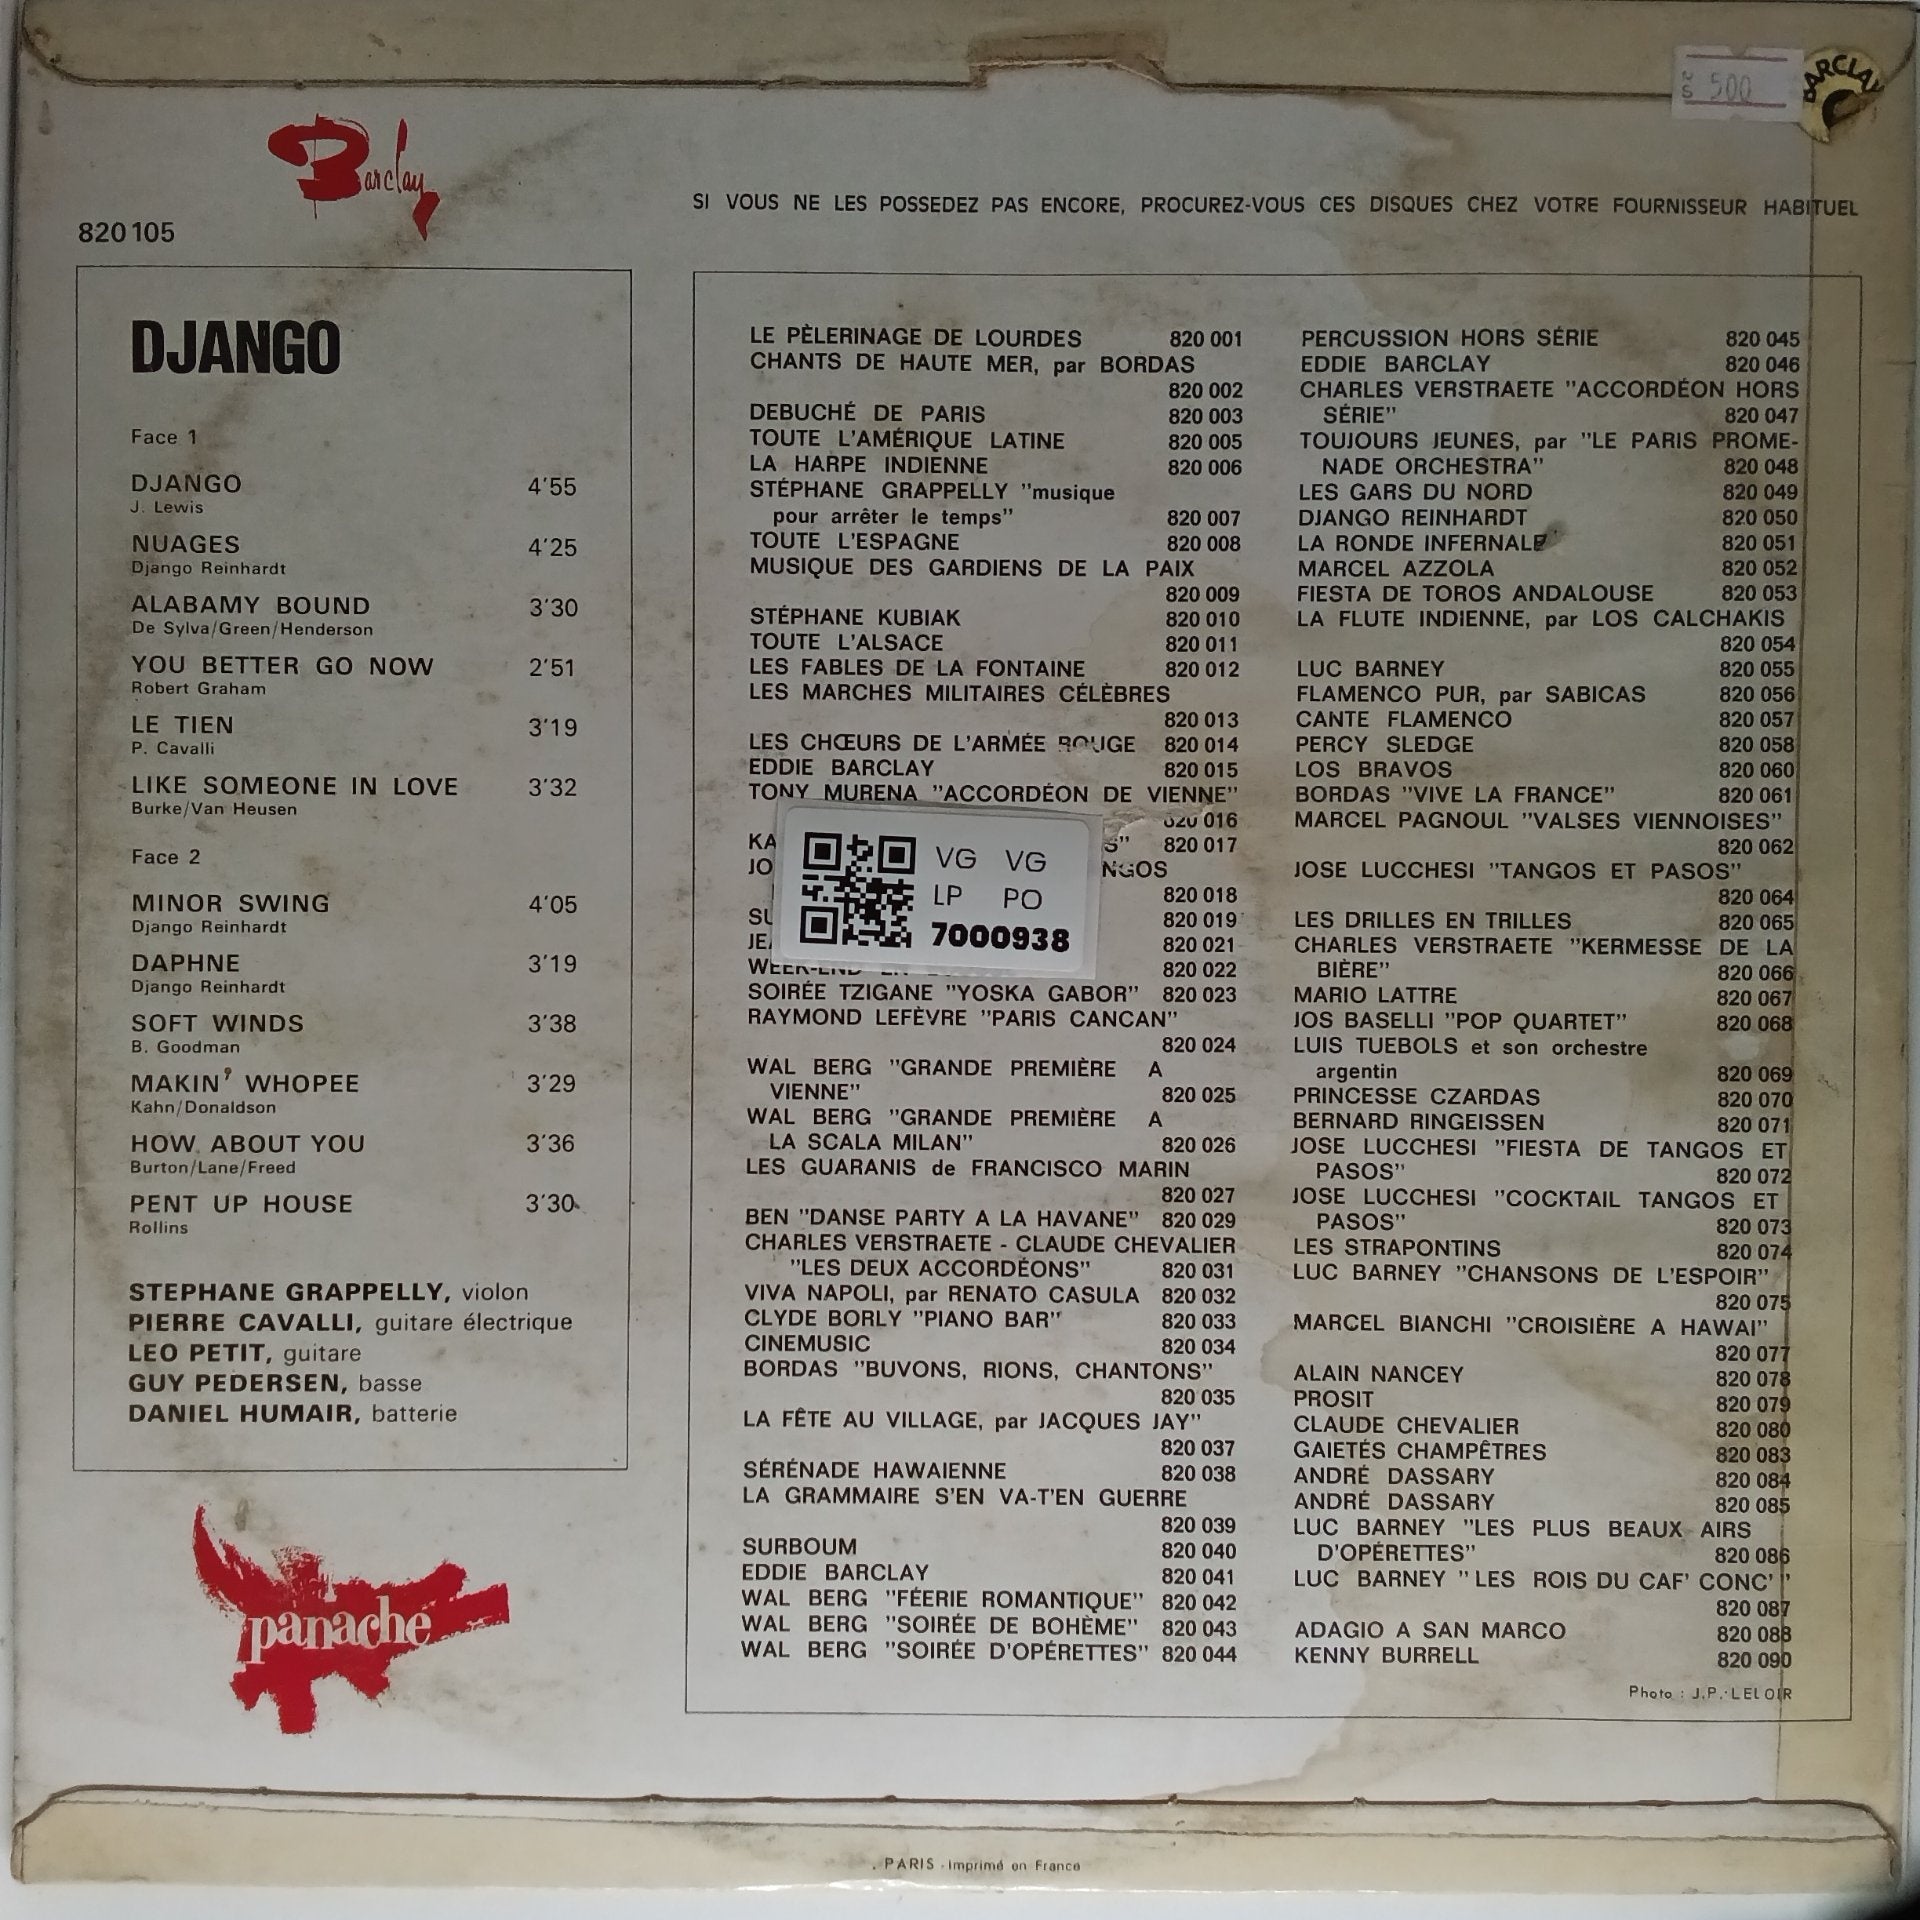 BARCLAY
500
Barclay
820 105
SI VOUS NE LES POSSEDEZ PAS ENCORE, PROCUREZ-VOUS CES DISQUES CHEZ VOTRE FOURNISSEUR HABITUEL
DJANGO
Face 1
DJANGO 4'55
J. Lewis
NUAGES 4'25
Django Reinhardt
ALABAMY BOUND 3'30
De Sylva/Green/Henderson
YOU BETTER GO NOW 2'51
Robert Graham
LE TIEN 3'19
P. Cavalli
LIKE SOMEONE IN LOVE 3'32
Burke/Van Heusen
Face 2
MINOR SWING 4'05
Django Reinhardt
DAPHNE 3'19
Django Reinhardt
SOFT WINDS 3'38
B. Goodman
MAKIN' WHOPEE 3'29
Kahn/Donaldson
HOW ABOUT YOU 3'36
Burton/Lane/Freed
PENT UP HOUSE 3'30
Rollins
STEPHANE GRAPPELLY, violon
PIERRE CAVALLI, guitare électrique
LEO PETIT, guitare
GUY PEDERSEN, basse
DANIEL HUMAIR, batterie
panache
LE PÈLERINAGE DE LOURDES 820 001
CHANTS DE HAUTE MER, par BORDAS
820 002
DEBUCHÉ DE PARIS 820 003
TOUTE L'AMÉRIQUE LATINE 820 005
LA HARPE INDIENNE 820 006
STÉPHANE GRAPPELLY "musique
pour arrêter le temps" 820 007
TOUTE L'ESPAGNE 820 008
MUSIQUE DES GARDIENS DE LA PAIX
820 009
STÉPHANE KUBIAK 820 010
TOUTE L'ALSACE 820 011
LES FABLES DE LA FONTAINE 820 012
LES MARCHES MILITAIRES CÉLÈBRES
820 013
LES CHŒURS DE L'ARMÉE ROUGE 820 014
EDDIE BARCLAY 820 015
TONY MURENA "ACCORDÉON DE VIENNE"
820 016
820 017
820 018
820 019
820 021
WEEK-END 820 022
VG VG
LP PO
7000938
SOIRÉE TZIGANE "YOSKA GABOR" 820 023
RAYMOND LEFÈVRE "PARIS CANCAN"
820 024
WAL BERG "GRANDE PREMIÈRE A
VIENNE" 820 025
WAL BERG "GRANDE PREMIÈRE A
LA SCALA MILAN" 820 026
LES GUARANIS de FRANCISCO MARIN
820 027
BEN "DANSE PARTY A LA HAVANE" 820 029
CHARLES VERSTRAETE - CLAUDE CHEVALIER
"LES DEUX ACCORDÉONS" 820 031
VIVA NAPOLI, par RENATO CASULA 820 032
CLYDE BORLY "PIANO BAR" 820 033
CINEMUSIC 820 034
BORDAS "BUVONS, RIONS, CHANTONS"
820 035
LA FÊTE AU VILLAGE, par JACQUES JAY"
820 037
SÉRÉNADE HAWAIENNE 820 038
LA GRAMMAIRE S'EN VA-T'EN GUERRE
820 039
SURBOUM 820 040
EDDIE BARCLAY 820 041
WAL BERG "FÉERIE ROMANTIQUE" 820 042
WAL BERG "SOIRÉE DE BOHÈME" 820 043
WAL BERG "SOIRÉE D'OPÉRETTES" 820 044
PERCUSSION HORS SÉRIE 820 045
EDDIE BARCLAY 820 046
CHARLES VERSTRAETE "ACCORDÉON HORS
SÉRIE" 820 047
TOUJOURS JEUNES, par "LE PARIS PROME-
NADE ORCHESTRA" 820 048
LES GARS DU NORD 820 049
DJANGO REINHARDT 820 050
LA RONDE INFERNALE 820 051
MARCEL AZZOLA 820 052
FIESTA DE TOROS ANDALOUSE 820 053
LA FLUTE INDIENNE, par LOS CALCHAKIS
820 054
LUC BARNEY 820 055
FLAMENCO PUR, par SABICAS 820 056
CANTE FLAMENCO 820 057
PERCY SLEDGE 820 058
LOS BRAVOS 820 060
BORDAS "VIVE LA FRANCE" 820 061
MARCEL PAGNOUL "VALSES VIENNOISES"
820 062
JOSE LUCCHESI "TANGOS ET PASOS"
820 064
LES DRILLES EN TRILLES 820 065
CHARLES VERSTRAETE "KERMESSE DE LA
BIÈRE" 820 066
MARIO LATTRE 820 067
JOS BASELLI "POP QUARTET" 820 068
LUIS TUEBOLS et son orchestre
argentin 820 069
PRINCESSE CZARDAS 820 070
BERNARD RINGEISSEN 820 071
JOSE LUCCHESI "FIESTA DE TANGOS ET
PASOS" 820 072
JOSE LUCCHESI "COCKTAIL TANGOS ET
PASOS" 820 073
LES STRAPONTINS 820 074
LUC BARNEY "CHANSONS DE L'ESPOIR"
820 075
MARCEL BIANCHI "CROISIÈRE A HAWAI"
820 077
ALAIN NANCEY 820 078
PROSIT 820 079
CLAUDE CHEVALIER 820 080
GAIETÉS CHAMPÊTRES 820 083
ANDRÉ DASSARY 820 084
ANDRÉ DASSARY 820 085
LUC BARNEY "LES PLUS BEAUX AIRS
D'OPÉRETTES" 820 086
LUC BARNEY "LES ROIS DU CAF' CONC'"
820 087
ADAGIO A SAN MARCO 820 088
KENNY BURRELL 820 090
Photo : J.P. LELOIR
PARIS - Imprimé en France